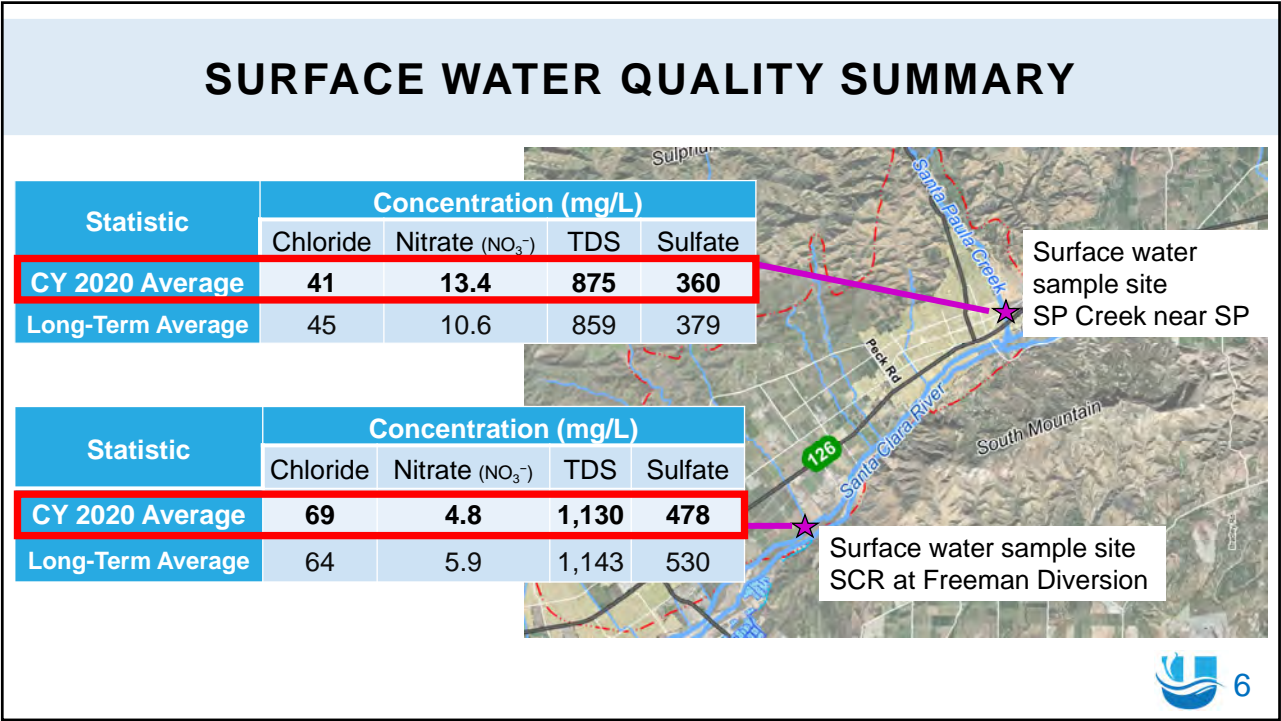 SURFACE WATER QUALITY SUMMARY
Statistic Concentration (mg/L)
Chloride Nitrate (NO₃⁻) TDS Sulfate
CY 2020 Average 41 13.4 875 360
Long-Term Average 45 10.6 859 379
Statistic Concentration (mg/L)
Chloride Nitrate (NO₃⁻) TDS Sulfate
CY 2020 Average 69 4.8 1,130 478
Long-Term Average 64 5.9 1,143 530
Santa Paula Creek
Surface water
sample site
SP Creek near SP
Peck Rd
126
Santa Clara River
South Mountain
Surface water sample site
SCR at Freeman Diversion
6